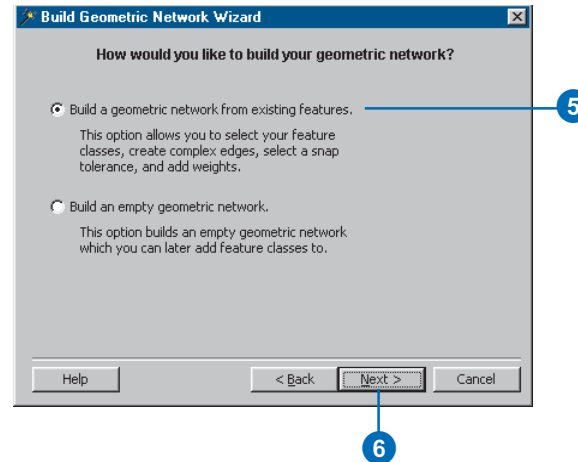 Build Geometric Network Wizard
How would you like to build your geometric network?
Build a geometric network from existing features.
5
This option allows you to select your feature
classes, create complex edges, select a snap
tolerance, and add weights.
Build an empty geometric network.
This option builds an empty geometric network
which you can later add feature classes to.
Help
< Back
Next >
Cancel
6